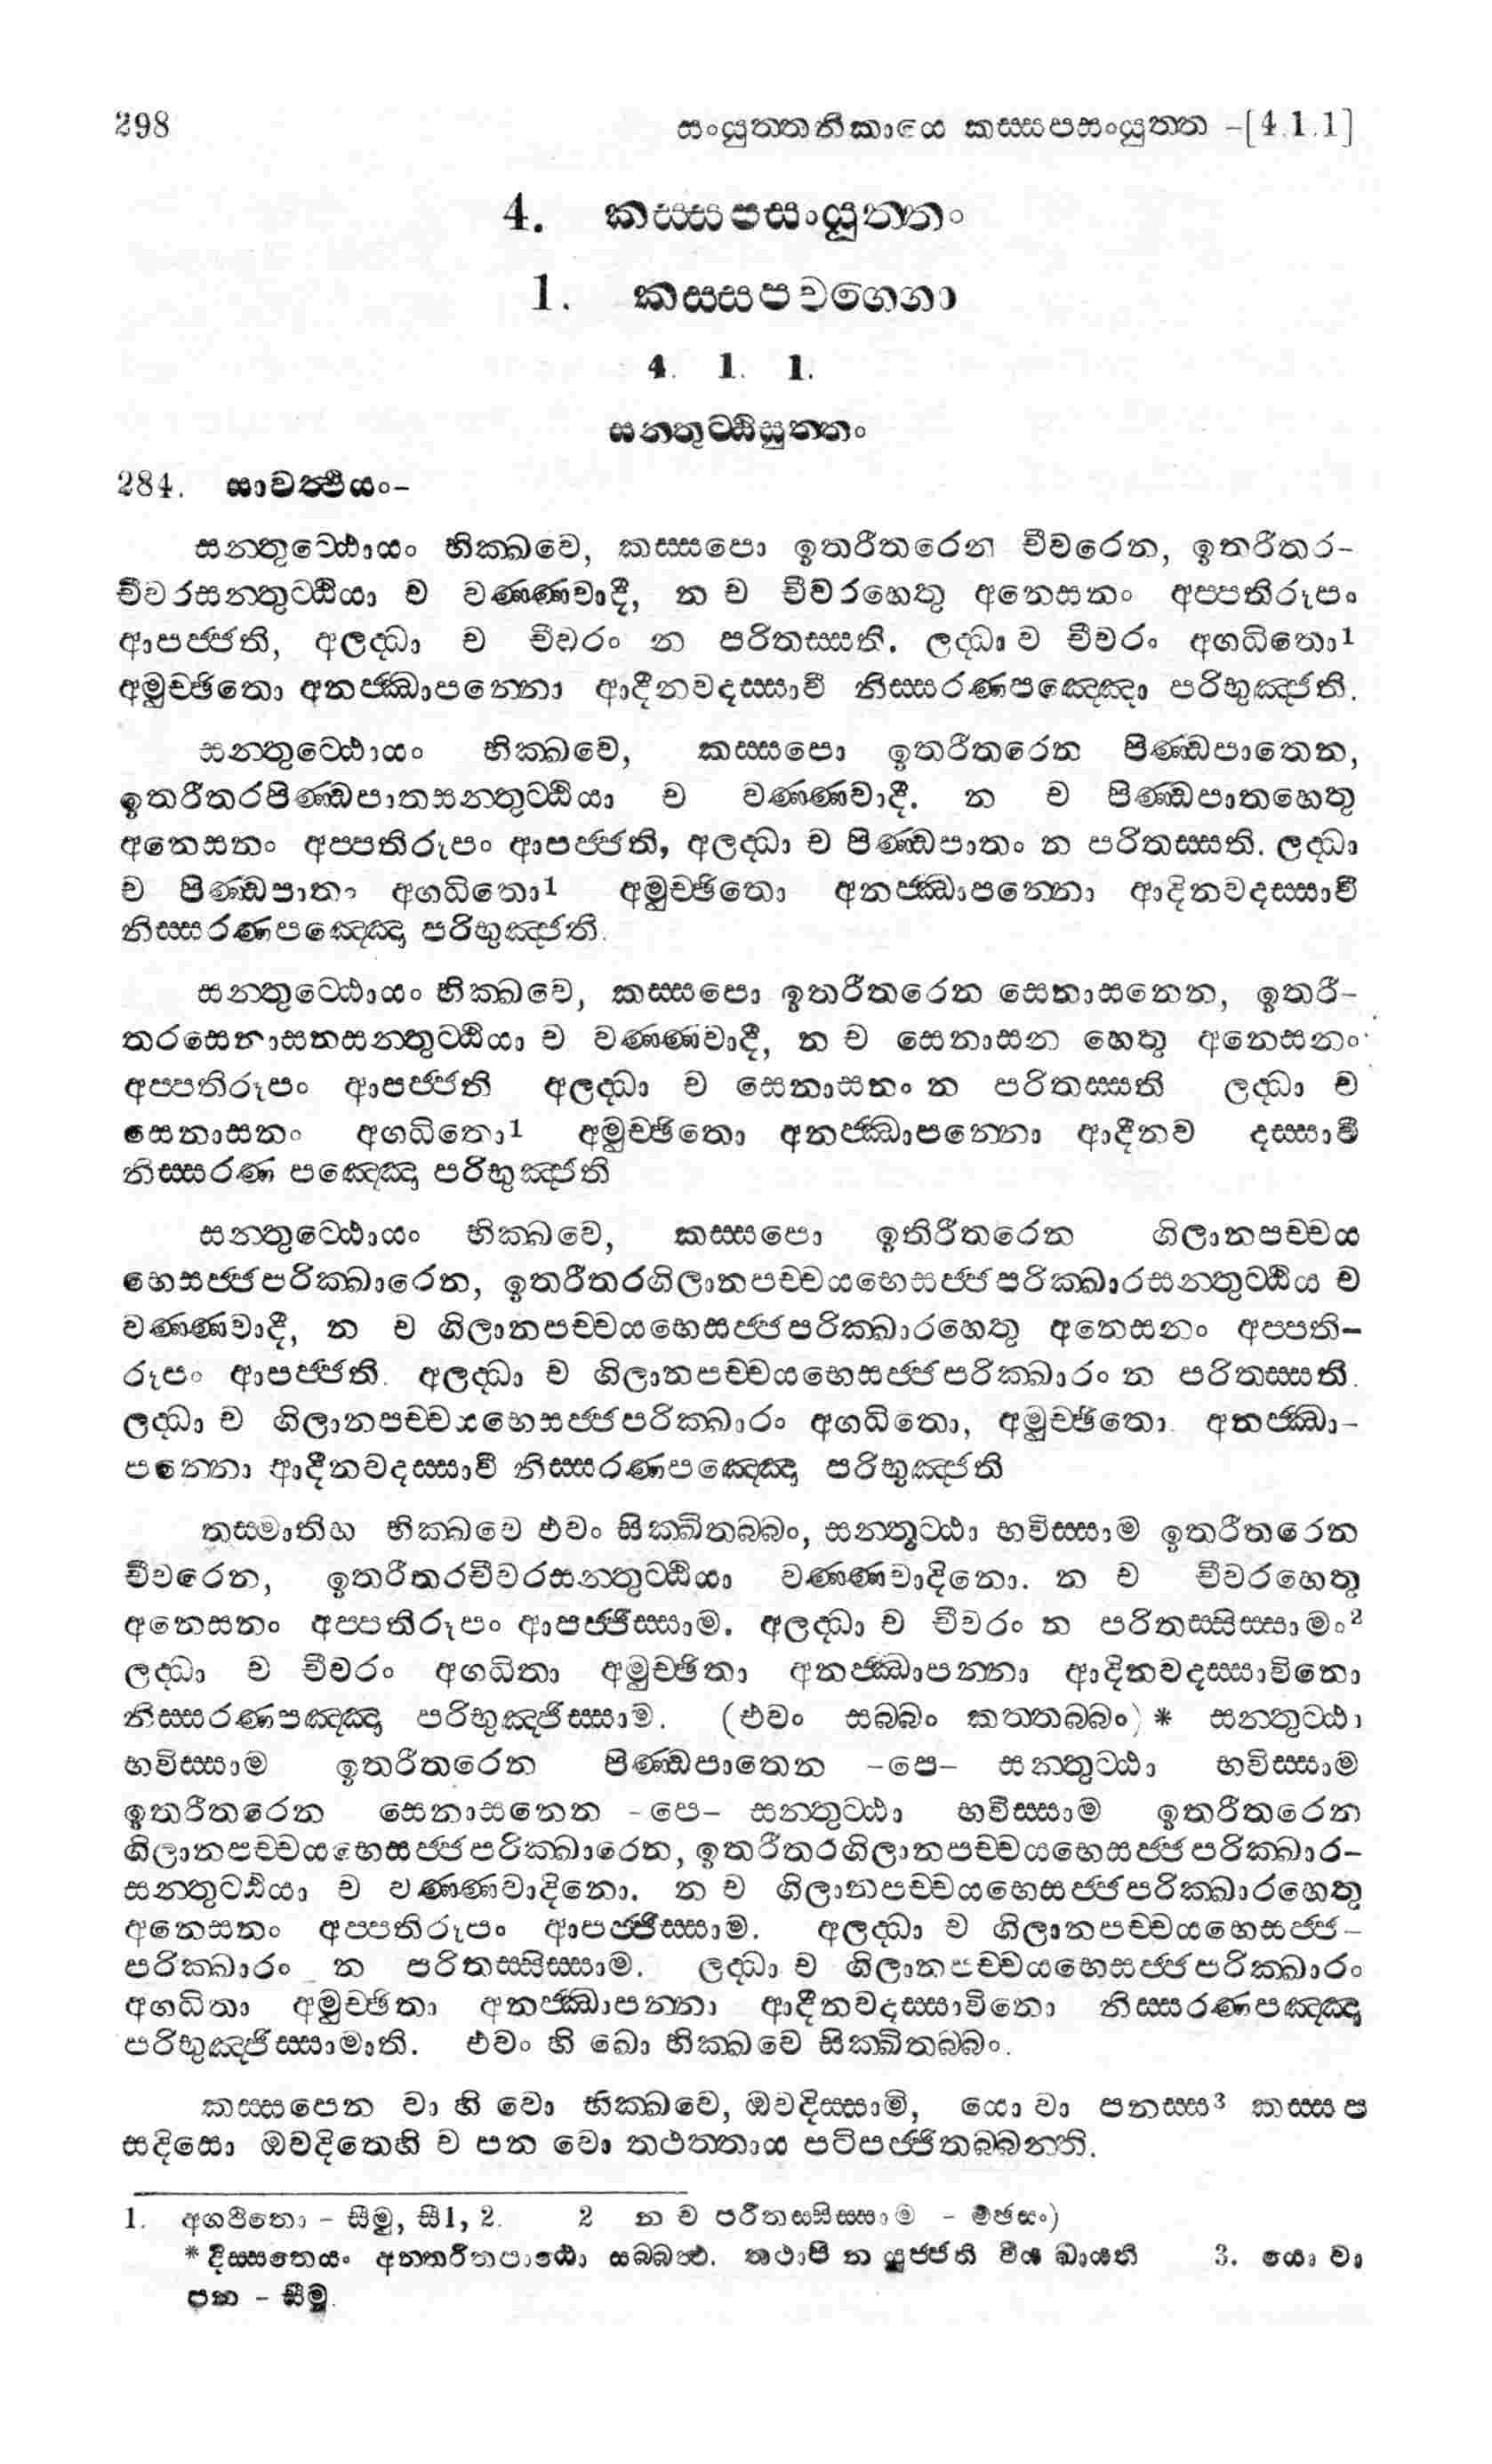 298 සංයුත්තනිකායෙ කස්සපසංයුත්ත –[4.1.1]
4. කස්සපසංයුත්තං
1. කස්සපවග්ගො
4. 1. 1.
සන්තුට්ඨිසුත්තං
284. සාවත්ථියං–
සන්තුට්ඨොයං භික්ඛවෙ, කස්සපො ඉතරීතරෙන චීවරෙන, ඉතරීතර–
චීවරසන්තුට්ඨියා ච වණ්ණවාදී, න ච චීවරහෙතු අනෙසනං අප්පතිරූපං
ආපජ්ජති, අලද්ධා ච චීවරං න පරිතස්සති. ලද්ධා ච චීවරං අගධිතො1
අමුච්ඡිතො අනජ්ඣාපන්නො ආදීනවදස්සාවී නිස්සරණපඤ්ඤො පරිභුඤ්ජති.
සන්තුට්ඨොයං භික්ඛවෙ, කස්සපො ඉතරීතරෙන පිණ්ඩපාතෙන,
ඉතරීතරපිණ්ඩපාතසන්තුට්ඨියා ච වණ්ණවාදී. න ච පිණ්ඩපාතහෙතු
අනෙසනං අප්පතිරූපං ආපජ්ජති, අලද්ධා ච පිණ්ඩපාතං න පරිතස්සති. ලද්ධා
ච පිණ්ඩපාතං අගධිතො1 අමුච්ඡිතො අනජ්ඣාපන්නො ආදිනවදස්සාවී
නිස්සරණපඤ්ඤො පරිභුඤ්ජති.
සන්තුට්ඨොයං භික්ඛවෙ, කස්සපො ඉතරීතරෙන සෙනාසනෙන, ඉතරී–
තරසෙනාසනසන්තුට්ඨියා ච වණ්ණවාදී, න ච සෙනාසන හෙතු අනෙසනං
අප්පතිරූපං ආපජ්ජති අලද්ධා ච සෙනාසනං න පරිතස්සති ලද්ධා ච
සෙනාසනං අගධිතො1 අමුච්ඡිතො අනජ්ඣාපන්නො ආදීනව දස්සාවී
නිස්සරණ පඤ්ඤො පරිභුඤ්ජති
සන්තුට්ඨොයං භික්ඛවෙ, කස්සපො ඉතිරීතරෙන ගිලානපච්චය
භෙසජ්ජපරික්ඛාරෙන, ඉතරීතරගිලානපච්චයභෙසජ්ජපරික්ඛාරසන්තුට්ඨිය ච
වණ්ණවාදී, න ච ගිලානපච්චයභෙසජ්ජපරික්ඛාරහෙතු අනෙසනං අප්පති–
රූපං ආපජ්ජති. අලද්ධා ච ගිලානපච්චයභෙසජ්ජපරික්ඛාරං න පරිතස්සති.
ලද්ධා ච ගිලානපච්චයභෙසජ්ජපරික්ඛාරං අගධිතො, අමුච්ඡිතො. අනජ්ඣා–
පන්නො ආදීනවදස්සාවී නිස්සරණපඤ්ඤො පරිභුඤ්ජති
තස්මාතිහ භික්ඛවෙ එවං සික්ඛිතබ්බං, සන්තුට්ඨා භවිස්සාම ඉතරීතරෙන
චීවරෙන, ඉතරීතරචීවරසන්තුට්ඨියා වණ්ණවාදිනො. න ච චීවරහෙතු
අනෙසනං අප්පතිරූපං ආපජ්ජිස්සාම. අලද්ධා ච චීවරං න පරිතස්සිස්සාමං2
ලද්ධා ච චීවරං අගධිතා අමුච්ඡිතා අනජ්ඣාපන්නා ආදිනවදස්සාවිනො
නිස්සරණපඤ්ඤා පරිභුඤ්ජිස්සාම. (එවං සබ්බං කත්තබ්බං) * සන්තුට්ඨා
භවිස්සාම ඉතරීතරෙන පිණ්ඩපාතෙන –පෙ– සන්තුට්ඨා භවිස්සාම
ඉතරීතරෙන සෙනාසනෙන –පෙ– සන්තුට්ඨා භවිස්සාම ඉතරීතරෙන
ගිලානපච්චයභෙසජ්ජපරික්ඛාරෙන, ඉතරීතරගිලානපච්චයභෙසජ්ජපරික්ඛාර–
සන්තුට්ඨියා ච වණ්ණවාදිනො. න ච ගිලානපච්චයභෙසජ්ජපරික්ඛාරහෙතු
අනෙසනං අප්පතිරූපං ආපජ්ජිස්සාම. අලද්ධා ච ගිලානපච්චයභෙසජ්ජ–
පරික්ඛාරං න පරිතස්සිස්සාම. ලද්ධා ච ගිලානපච්චයභෙසජ්ජපරික්ඛාරං
අගධිතා අමුච්ඡිතා අනජ්ඣාපන්නා ආදීනවදස්සාවිනො නිස්සරණපඤ්ඤා
පරිභුඤ්ජිස්සාමාති. එවං හි ඛො භික්ඛවෙ සික්ඛිතබ්බං.
කස්සපෙන වා හි වො භික්ඛවෙ, ඔවදිස්සාමි, යො වා පනස්ස3 කස්සප
සදිසො ඔවදිතෙහි ච පන වො තථත්තාය පටිපජ්ජිතබ්බන්ති.
1. අගථිතො – සීමු, සී1, 2. 2 න ච පරිතස්සිස්සාම – මඡසං)
* දිස්සතෙයං අනන්තරීතපාඨො සබ්බත්ථ. තථාපි න යුජ්ජති විය ඛායති 3. යො වා
පන – සීමු.